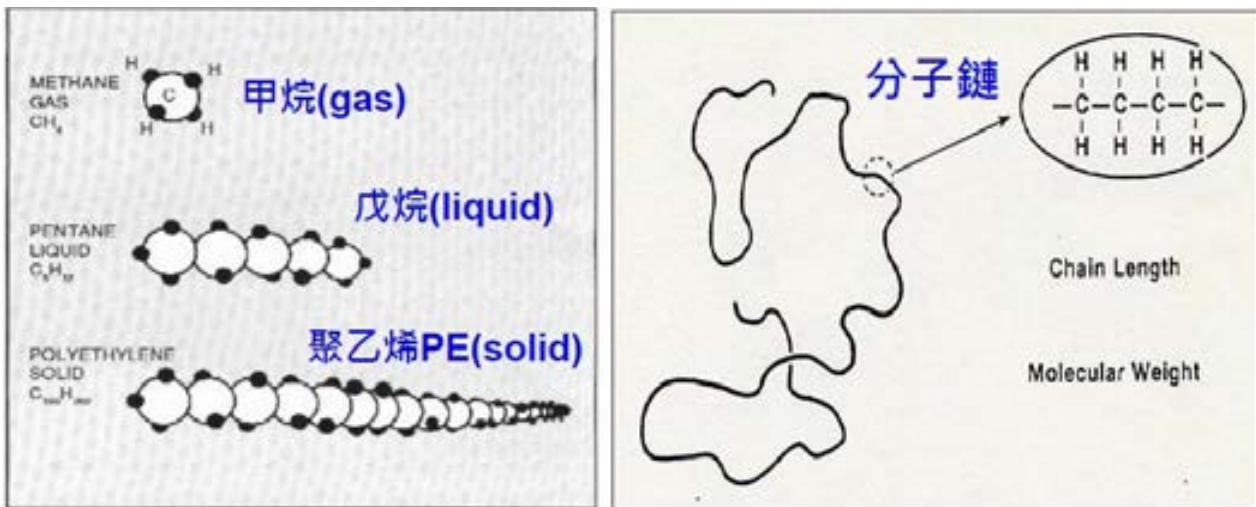 H H
METHANE
GAS
CH₄
C
H H
甲烷(gas)
戊烷(liquid)
PENTANE
LIQUID
C₅H₁₂
聚乙烯PE(solid)
POLYETHYLENE
SOLID
分子鏈
H H H H
—C—C—C—C—
H H H H
Chain Length
Molecular Weight